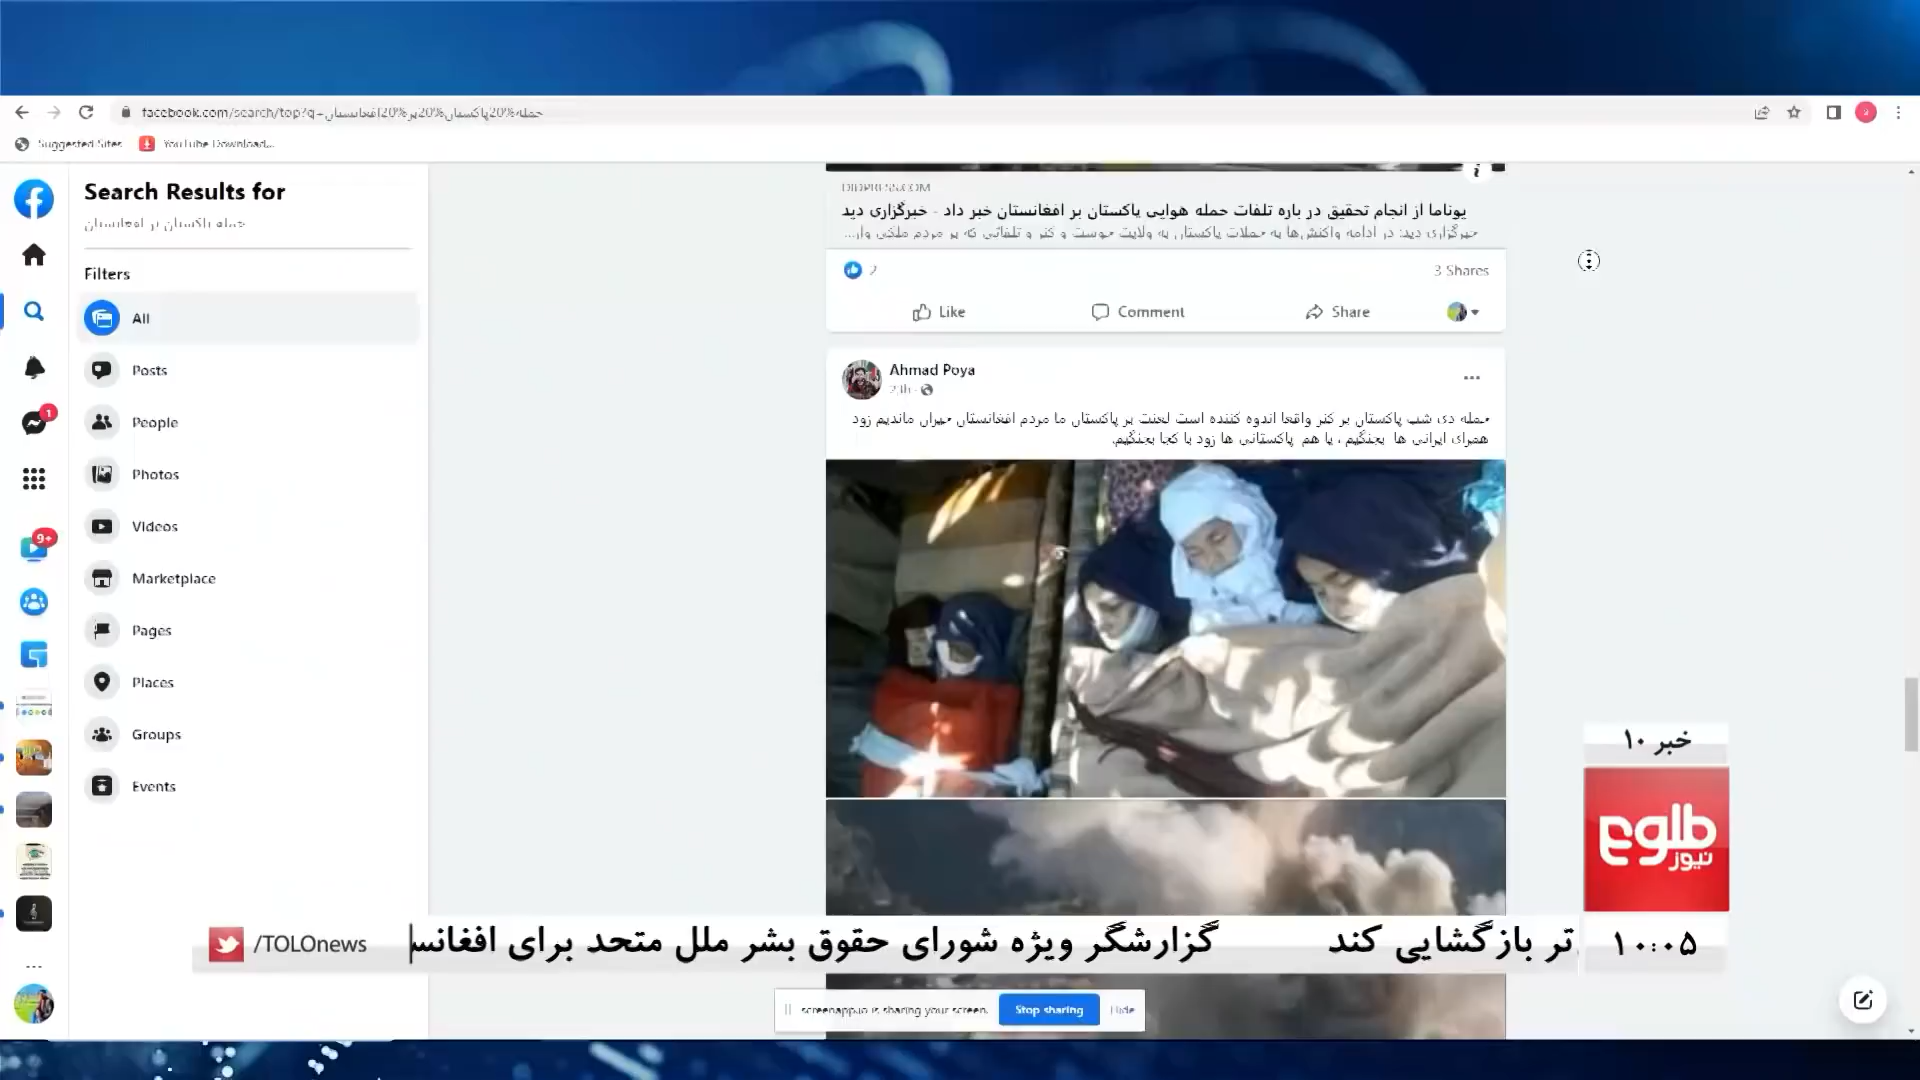 facebook.com/search/top?q=حمله%20پاکستان%20بر%20افغانستان
Suggested Sites
YouTube Download...
Search Results for
حمله پاکستان بر افغانستان
Filters
All
Posts
People
Photos
Videos
Marketplace
Pages
Places
Groups
Events
1
9+
DIDPRESS.COM
یوناما از انجام تحقیق در باره تلفات حمله هوایی پاکستان بر افغانستان خبر داد - خبرگزاری دید
خبرگزاری دید: در ادامه واکنش‌ها به حملات پاکستان به ولایت خوست و کنر و تلفاتی که بر مردم ملکی وار...
2
3 Shares
Like
Comment
Share
Ahmad Poya
حمله دی شب پاکستان بر کنر واقعا اندوه کننده است لعنت بر پاکستان ما مردم افغانستان حیران ماندیم زود
همرای ایرانی ها بجنگیم ، یا هم پاکستانی ها زود با کجا بجنگیم.
خبر ۱۰
طلوع
نیوز
/TOLOnews
تر بازگشایی کند
گزارشگر ویژه شورای حقوق بشر ملل متحد برای افغانس
۱۰:۰۵
screenapp.io is sharing your screen.
Stop sharing
Hide